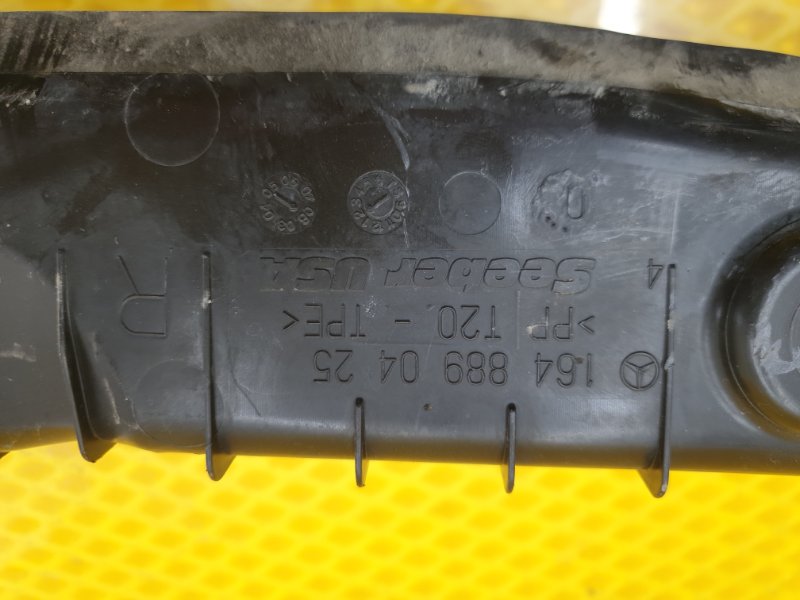 164 889 04 25
>PP T20 - TPE<
Seeber USA
4
R